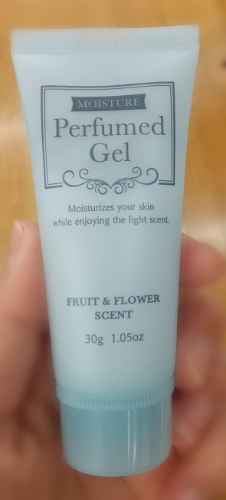 MOISTURE
Perfumed
Gel
Moisturizes your skin
while enjoying the light scent.
FRUIT & FLOWER
SCENT
30g 1.05oz